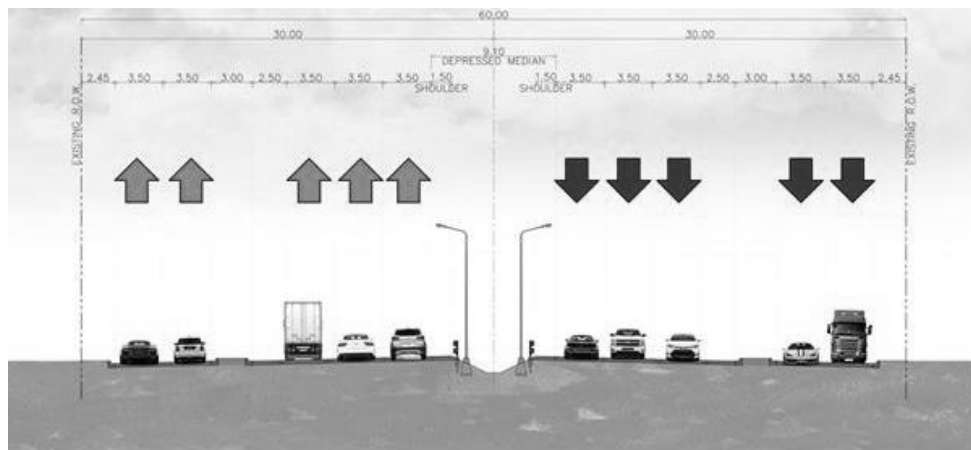 60.00
30.00 30.00
9.10
DEPRESSED MEDIAN
2.45 3.50 3.50 3.00 2.50 3.50 3.50 3.50 1.50 1.50 3.50 3.50 3.50 2.50 3.00 3.50 3.50 2.45
SHOULDER SHOULDER
EXISTING R.O.W
EXISTING R.O.W